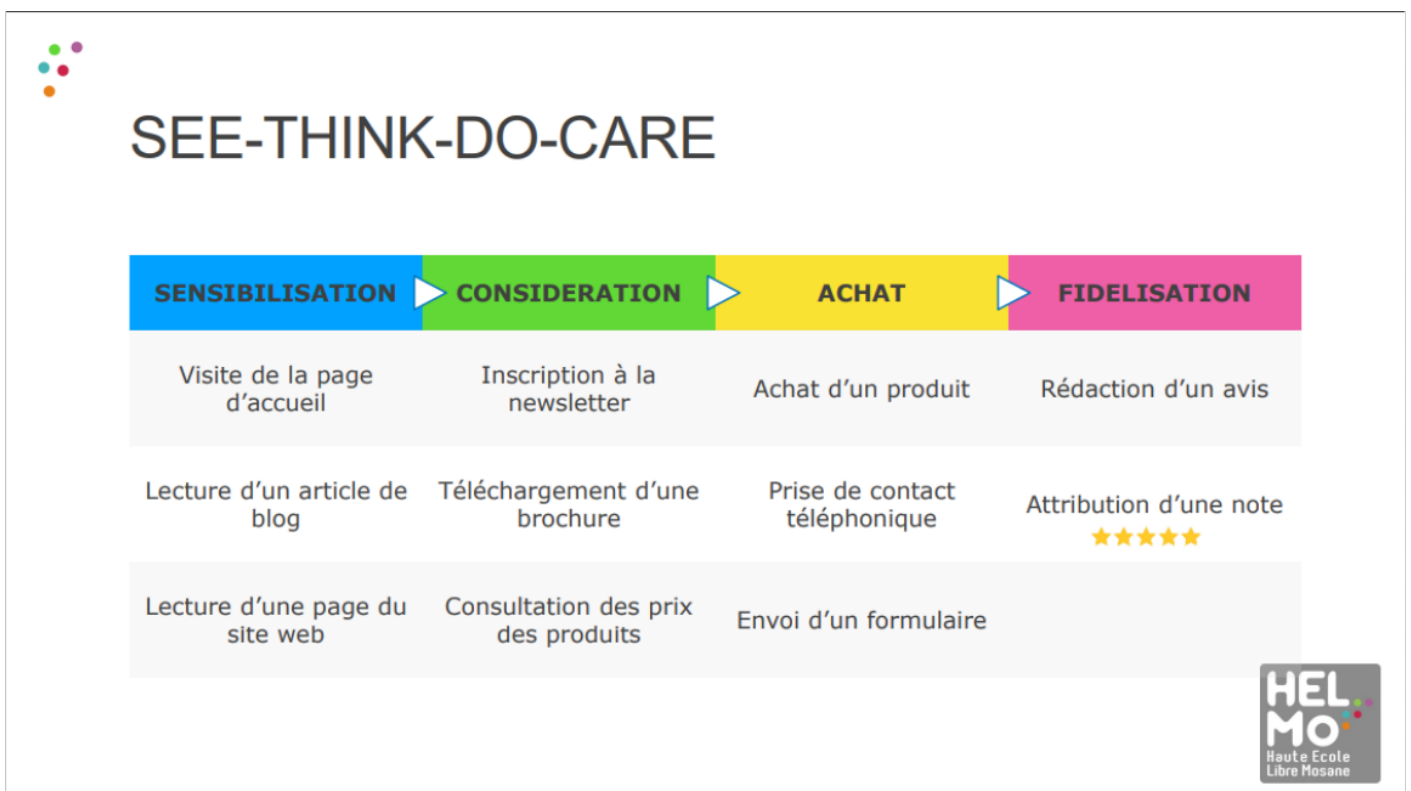 SEE-THINK-DO-CARE
SENSIBILISATION
CONSIDERATION
ACHAT
FIDELISATION
Visite de la page
d'accueil
Inscription à la
newsletter
Achat d'un produit
Rédaction d'un avis
Lecture d'un article de
blog
Téléchargement d'une
brochure
Prise de contact
téléphonique
Attribution d'une note
Lecture d'une page du
site web
Consultation des prix
des produits
Envoi d'un formulaire
HEL
MO
Haute Ecole
Libre Mosane